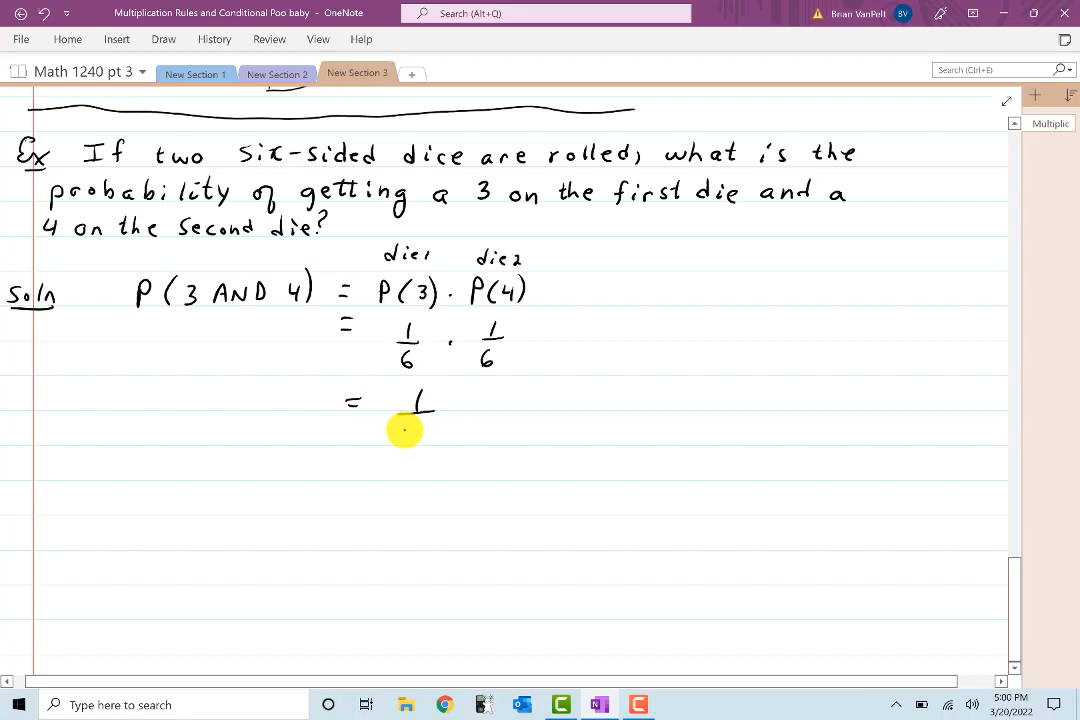 Multiplication Rules and Conditional Poo baby - OneNote
Search (Alt+Q)
Brian VanPelt
BV
File Home Insert Draw History Review View Help
Math 1240 pt 3
New Section 1
New Section 2
New Section 3
Search (Ctrl+E)
Multiplic
Ex If two six-sided dice are rolled, what is the
probability of getting a 3 on the first die and a
4 on the second die?
die1 die2
Soln P(3 AND 4) = P(3) · P(4)
= 1/6 · 1/6
= 1
Type here to search
5:00 PM
3/20/2022